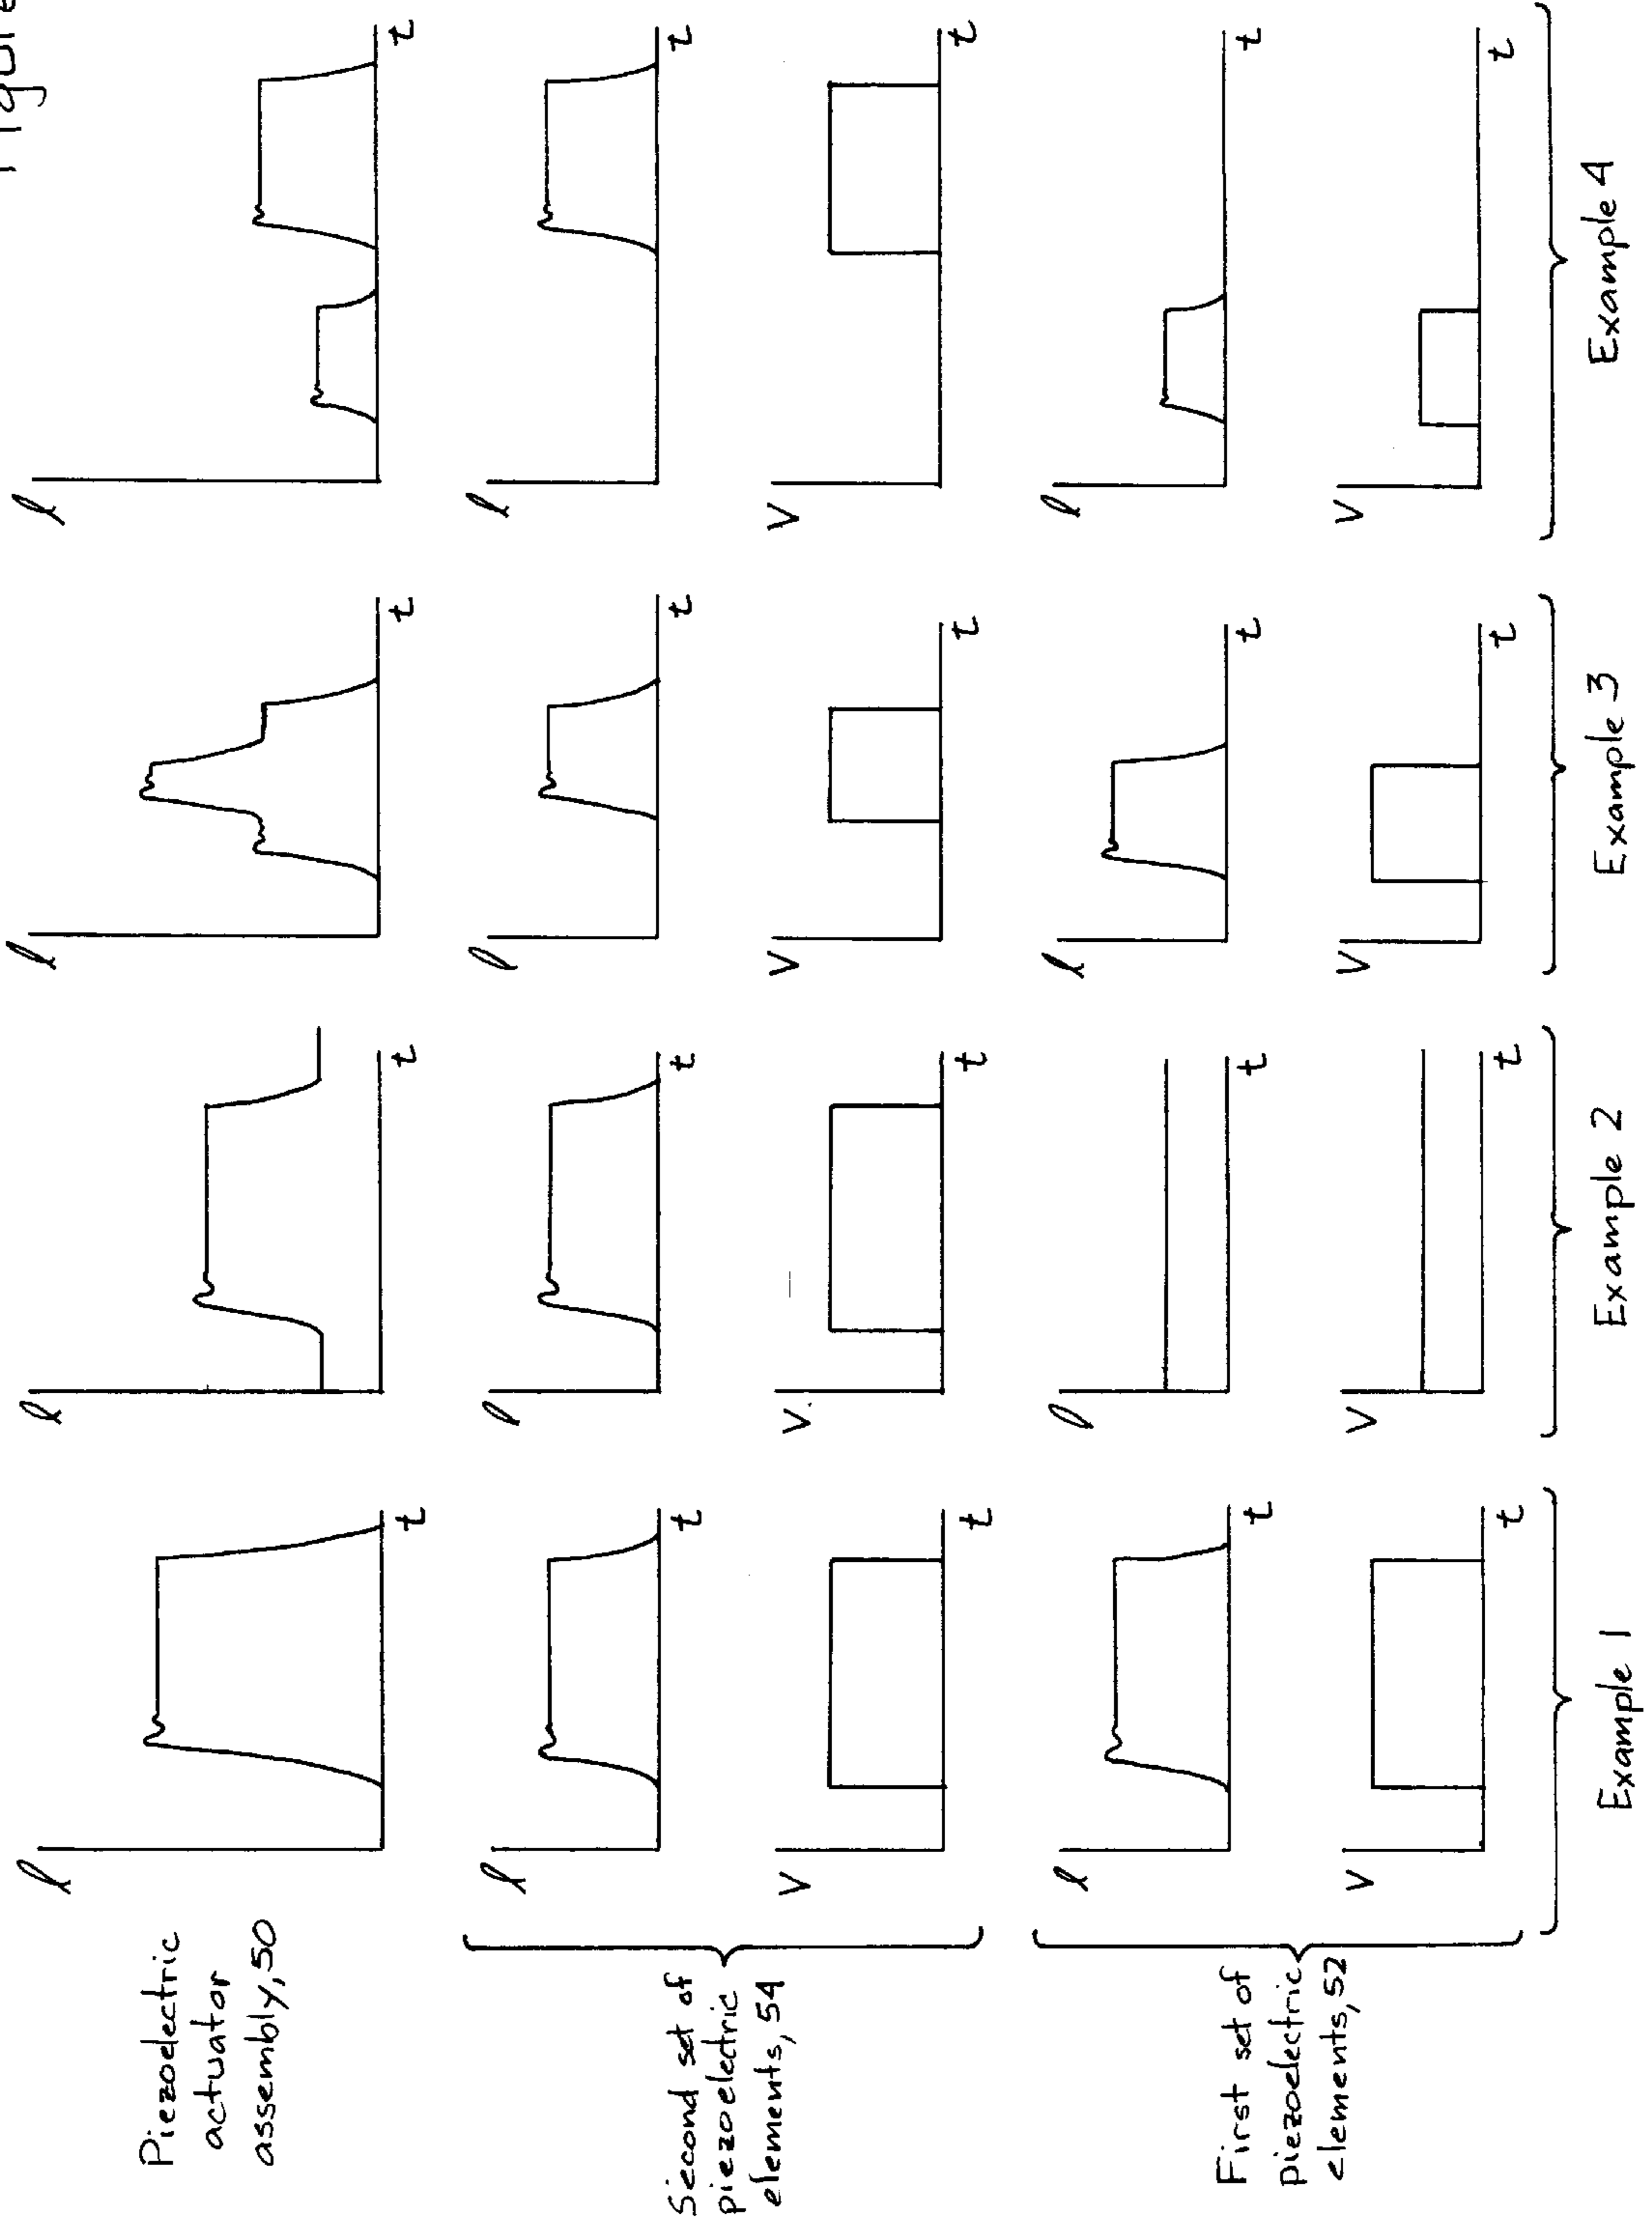 Figure
l l l l
Piezoelectric
actuator
assembly, 50
t t t t
l l l l
Second set of
piezoelectric
elements, 54
t t t t
V V V V
t t t t
l l l l
First set of
piezoelectric
elements, 52
t t t t
V V V V
t t t t
Example 1
Example 2
Example 3
Example 4